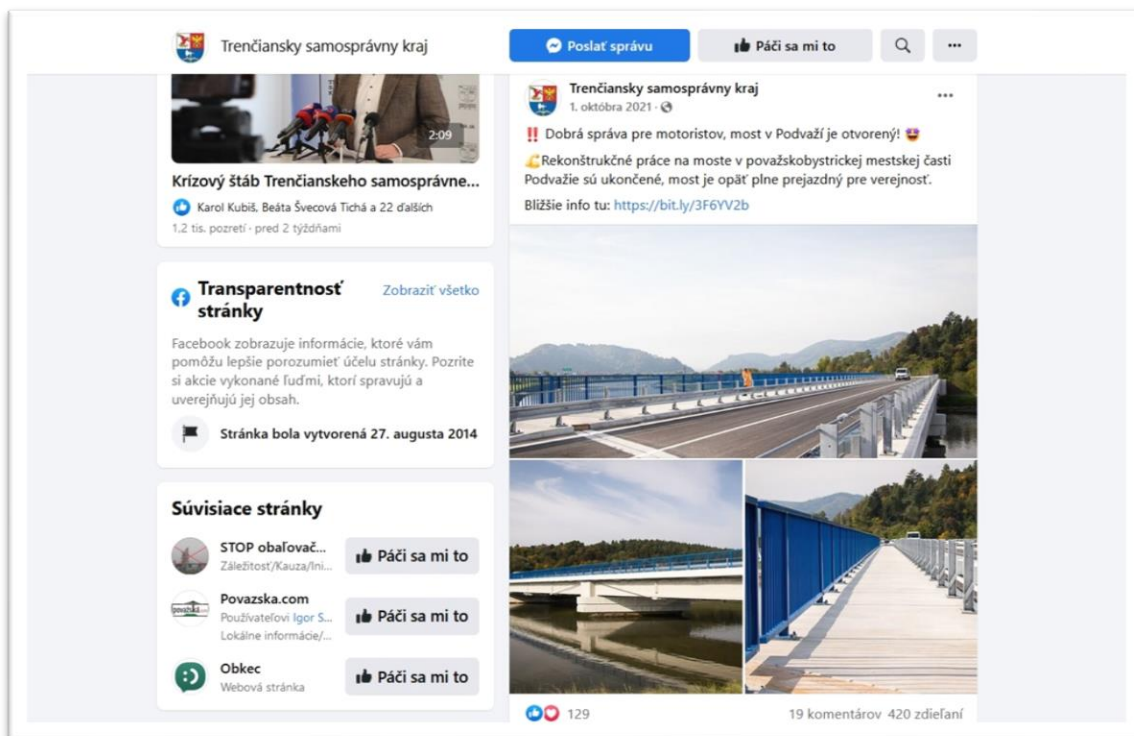 Trenčiansky samosprávny kraj
Poslať správu
Páči sa mi to
2:09
Krízový štáb Trenčianskeho samosprávne...
Karol Kubiš, Beáta Švecová Tichá a 22 ďalších
1.2 tis. pozretí · pred 2 týždňami
Transparentnosť
stránky
Zobraziť všetko
Facebook zobrazuje informácie, ktoré vám
pomôžu lepšie porozumieť účelu stránky. Pozrite
si akcie vykonané ľuďmi, ktorí spravujú a
uverejňujú jej obsah.
Stránka bola vytvorená 27. augusta 2014
Súvisiace stránky
STOP obaľovač...
Záležitosť/Kauza/Ini...
Páči sa mi to
Povazska.com
Používateľovi Igor S...
Lokálne informácie/...
Páči sa mi to
Obkec
Webová stránka
Páči sa mi to
Trenčiansky samosprávny kraj
1. októbra 2021 ·
‼️ Dobrá správa pre motoristov, most v Podvaží je otvorený! 🤩
💪Rekonštrukčné práce na moste v považskobystrickej mestskej časti
Podvažie sú ukončené, most je opäť plne prejazdný pre verejnosť.
Bližšie info tu: https://bit.ly/3F6YV2b
129
19 komentárov 420 zdieľaní